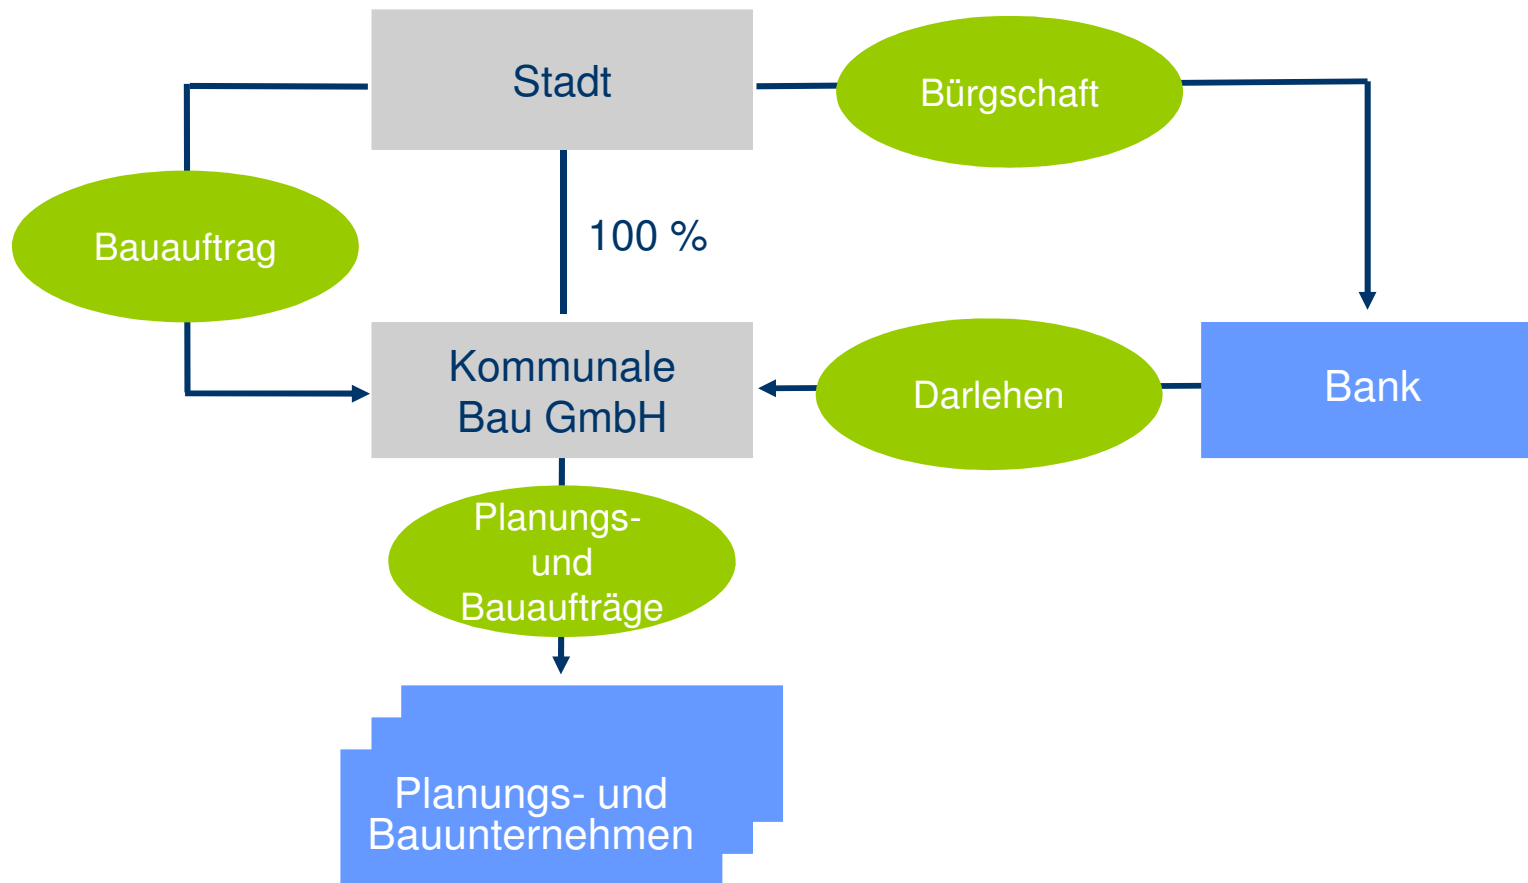 Stadt
Bürgschaft
Bauauftrag
100 %
Kommunale
Bau GmbH
Darlehen
Bank
Planungs-
und
Bauaufträge
Planungs- und
Bauunternehmen